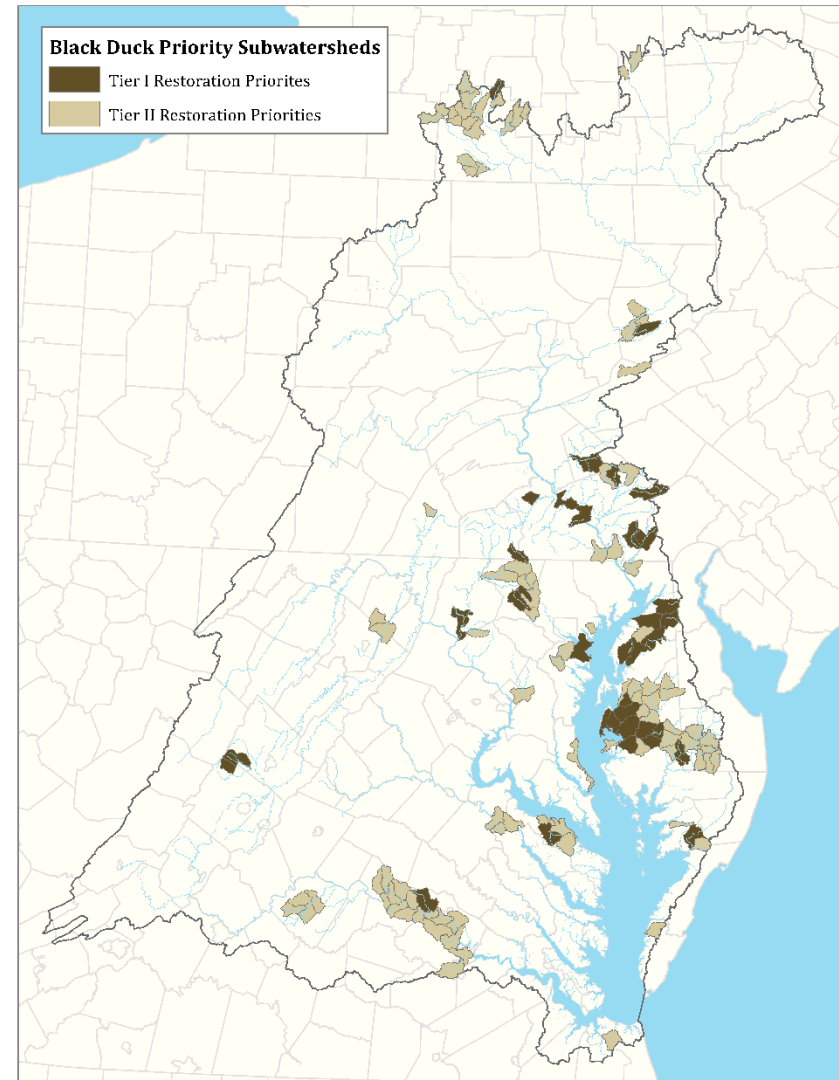 Black Duck Priority Subwatersheds
Tier I Restoration Priorites
Tier II Restoration Priorities